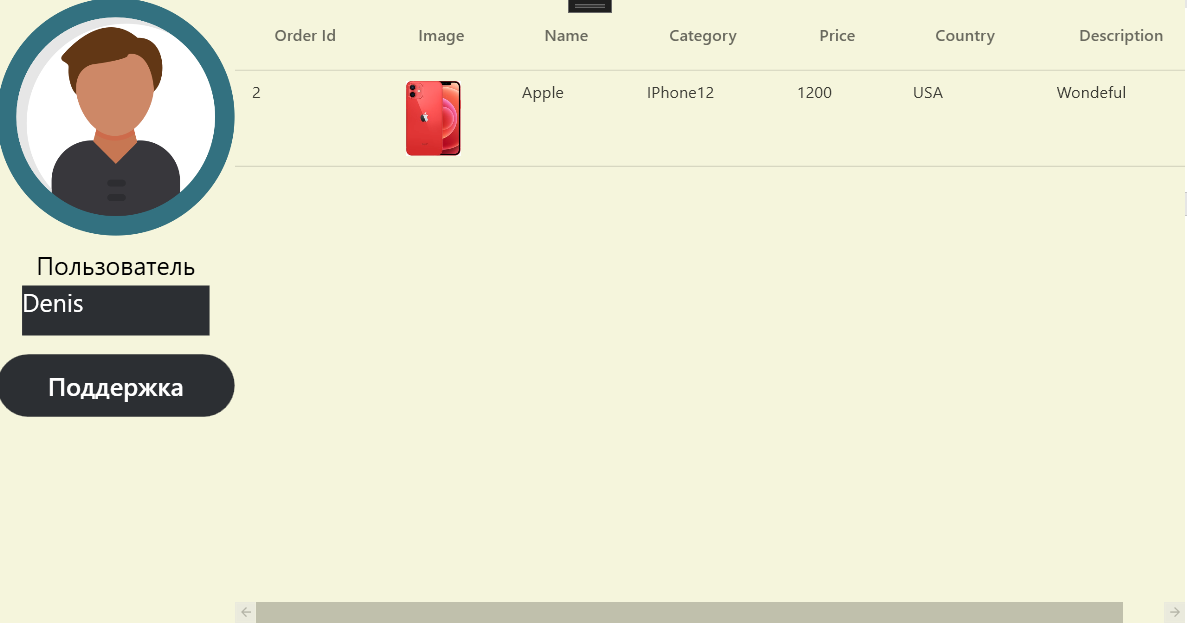 Order Id Image Name Category Price Country Description
2 Apple IPhone12 1200 USA Wondeful
Пользователь
Denis
Поддержка